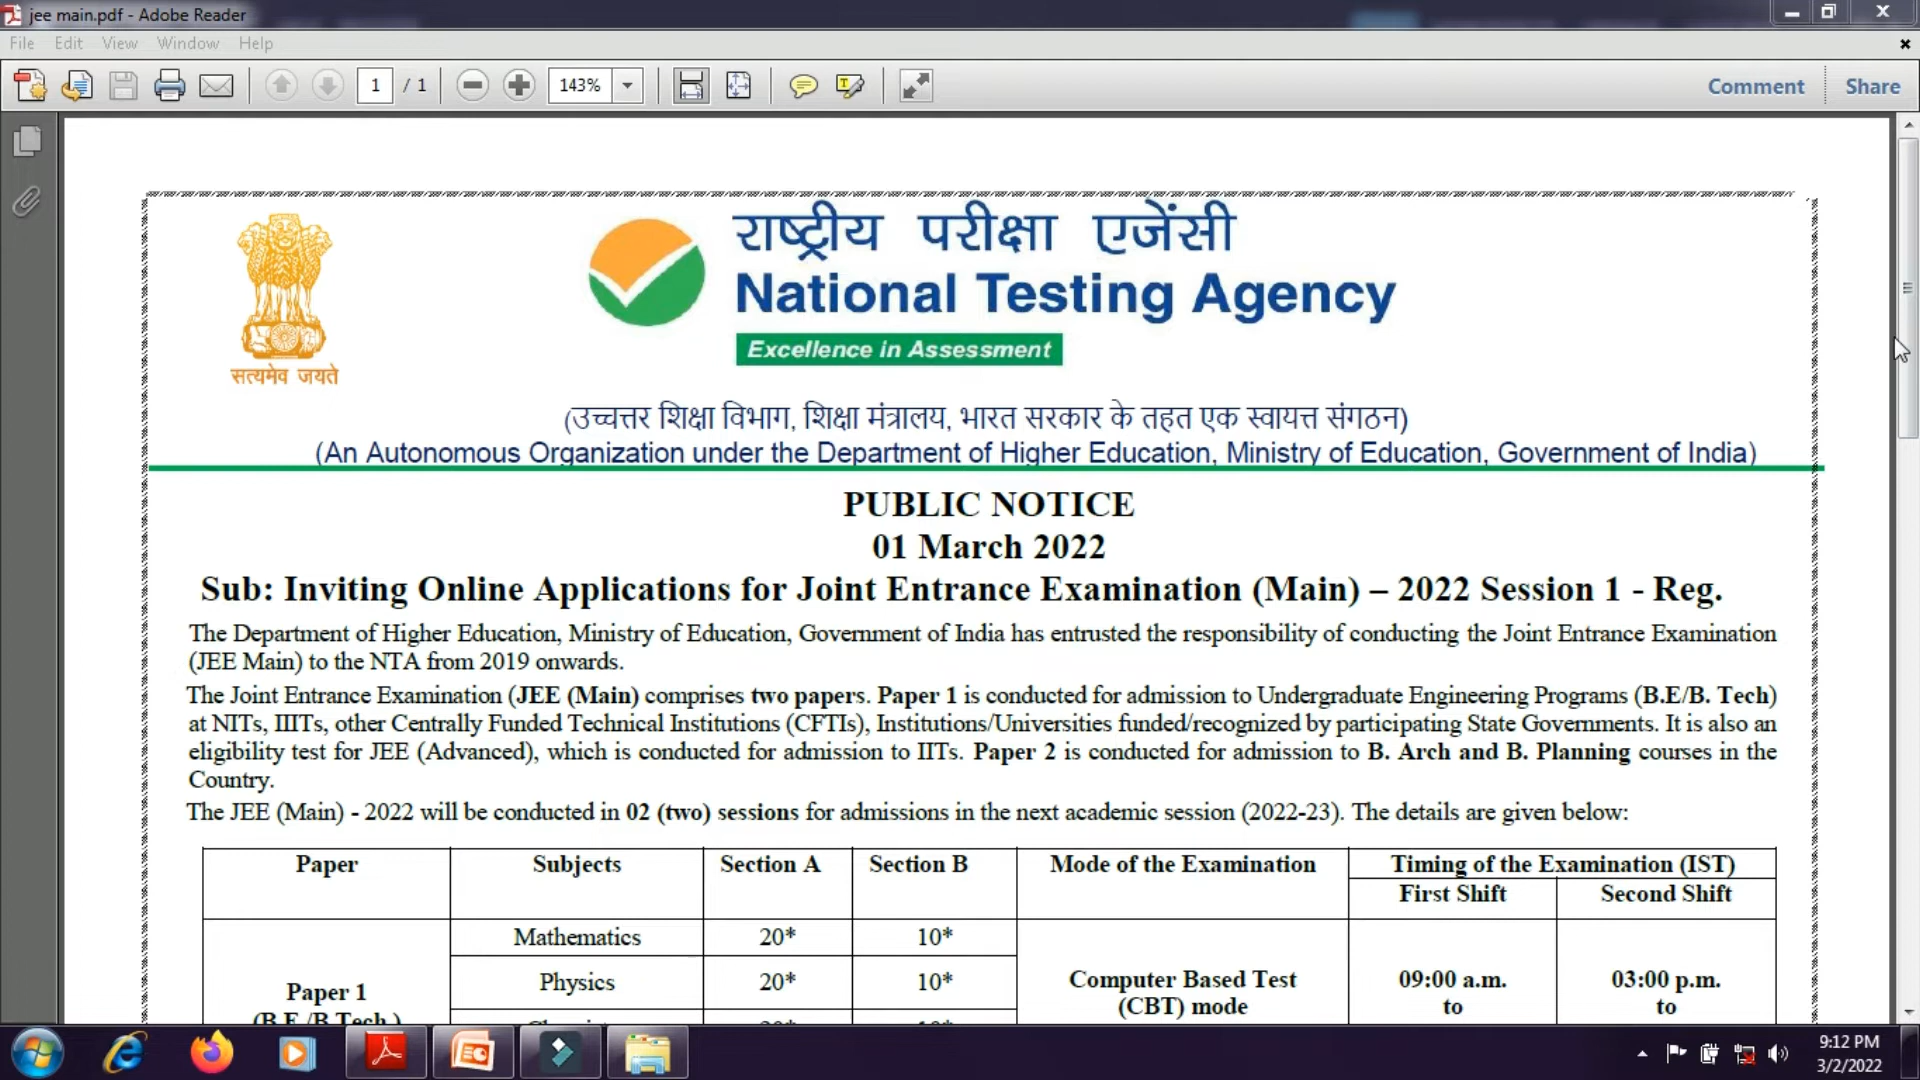 jee main.pdf - Adobe Reader
File Edit View Window Help
1 / 1 143% Comment Share
राष्ट्रीय परीक्षा एजेंसी
National Testing Agency
Excellence in Assessment
सत्यमेव जयते
(उच्चत्तर शिक्षा विभाग, शिक्षा मंत्रालय, भारत सरकार के तहत एक स्वायत्त संगठन)
(An Autonomous Organization under the Department of Higher Education, Ministry of Education, Government of India)
PUBLIC NOTICE
01 March 2022
Sub: Inviting Online Applications for Joint Entrance Examination (Main) – 2022 Session 1 - Reg.
The Department of Higher Education, Ministry of Education, Government of India has entrusted the responsibility of conducting the Joint Entrance Examination
(JEE Main) to the NTA from 2019 onwards.
The Joint Entrance Examination (JEE (Main) comprises two papers. Paper 1 is conducted for admission to Undergraduate Engineering Programs (B.E/B. Tech)
at NITs, IIITs, other Centrally Funded Technical Institutions (CFTIs), Institutions/Universities funded/recognized by participating State Governments. It is also an
eligibility test for JEE (Advanced), which is conducted for admission to IITs. Paper 2 is conducted for admission to B. Arch and B. Planning courses in the
Country.
The JEE (Main) - 2022 will be conducted in 02 (two) sessions for admissions in the next academic session (2022-23). The details are given below:
Paper Subjects Section A Section B Mode of the Examination Timing of the Examination (IST)
First Shift Second Shift
Mathematics 20* 10*
Physics 20* 10*
Computer Based Test
(CBT) mode
09:00 a.m.
to
03:00 p.m.
to
Paper 1
(B.E./B.Tech.)
9:12 PM
3/2/2022